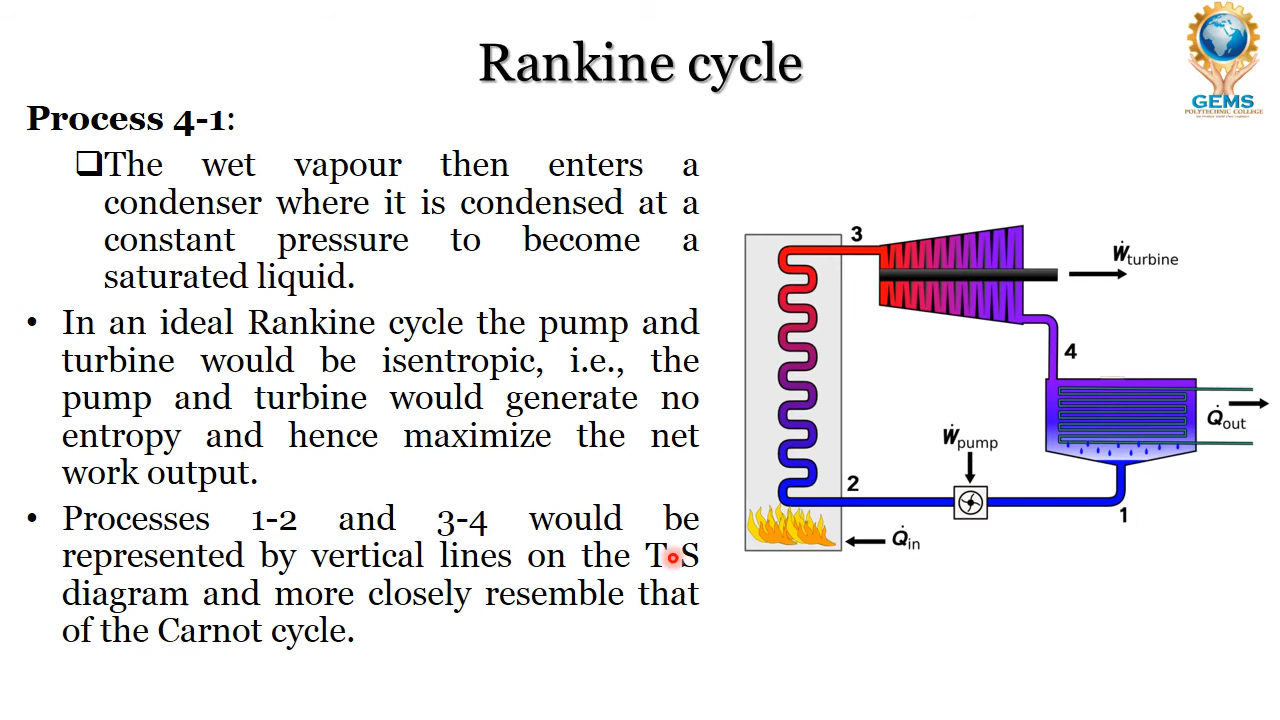 Rankine cycle
GEMS
POLYTECHNIC COLLEGE
Process 4-1:
❑The wet vapour then enters a
condenser where it is condensed at a
constant pressure to become a
saturated liquid.
• In an ideal Rankine cycle the pump and
turbine would be isentropic, i.e., the
pump and turbine would generate no
entropy and hence maximize the net
work output.
• Processes 1-2 and 3-4 would be
represented by vertical lines on the T-S
diagram and more closely resemble that
of the Carnot cycle.
3
Ẇturbine
4
Q̇out
Ẇpump
2
1
Q̇in